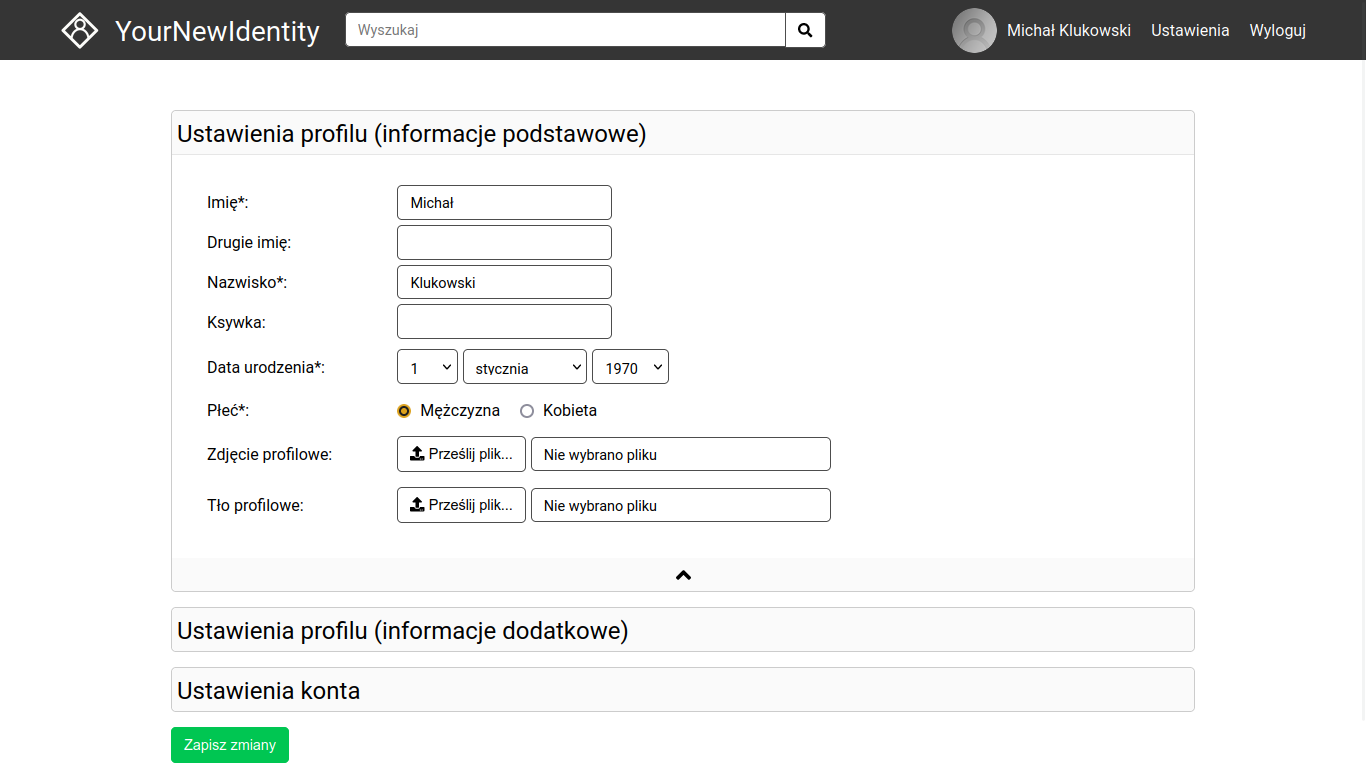 YourNewIdentity Wyszukaj Michał Klukowski Ustawienia Wyloguj
Ustawienia profilu (informacje podstawowe)
Imię*: Michał
Drugie imię:
Nazwisko*: Klukowski
Ksywka:
Data urodzenia*: 1 stycznia 1970
Płeć*: Mężczyzna Kobieta
Zdjęcie profilowe: Prześlij plik... Nie wybrano pliku
Tło profilowe: Prześlij plik... Nie wybrano pliku
Ustawienia profilu (informacje dodatkowe)
Ustawienia konta
Zapisz zmiany